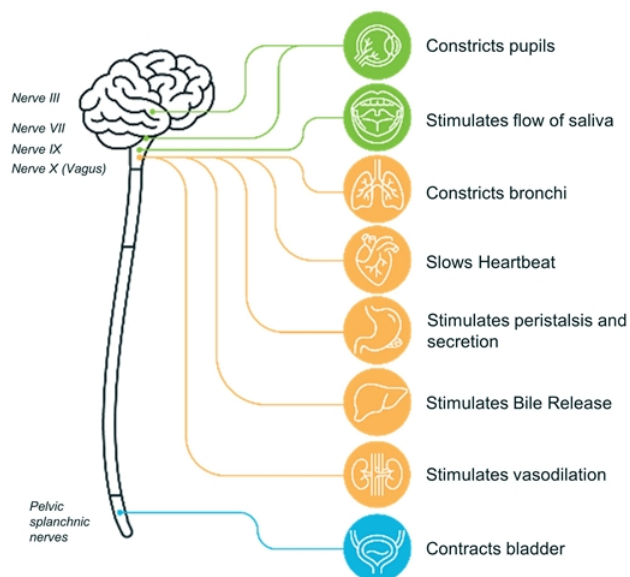 Constricts pupils
Nerve III
Stimulates flow of saliva
Nerve VII
Nerve IX
Nerve X (Vagus)
Constricts bronchi
Slows Heartbeat
Stimulates peristalsis and
secretion
Stimulates Bile Release
Stimulates vasodilation
Pelvic
splanchnic
nerves
Contracts bladder